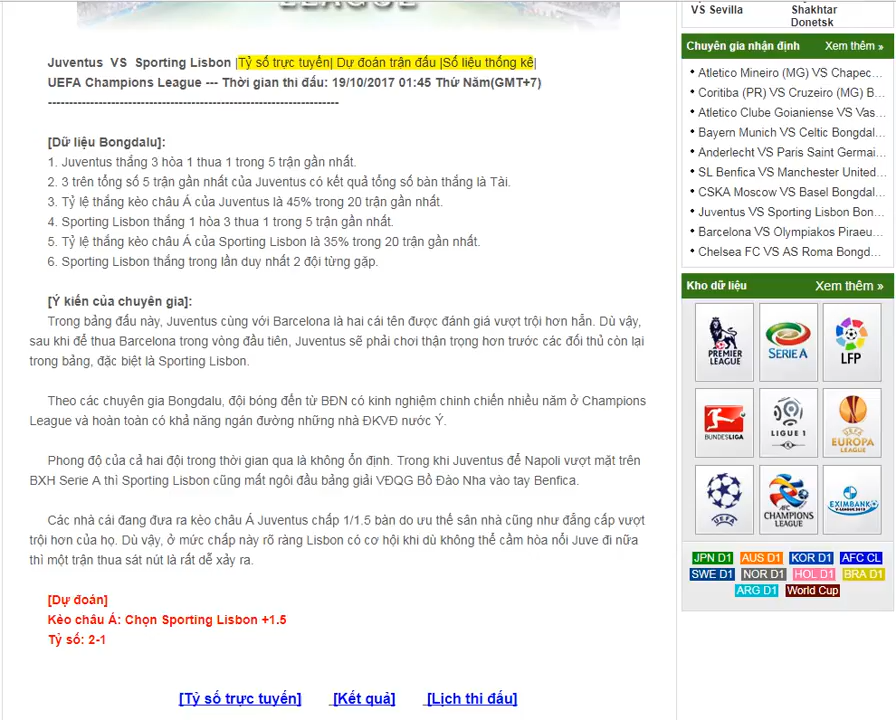 LEAGUE
Juventus VS Sporting Lisbon |Tỷ số trực tuyến| Dự đoán trận đấu |Số liệu thống kê|
UEFA Champions League --- Thời gian thi đấu: 19/10/2017 01:45 Thứ Năm(GMT+7)
---------------------------------------------------------------------
[Dữ liệu Bongdalu]:
1. Juventus thắng 3 hòa 1 thua 1 trong 5 trận gần nhất.
2. 3 trên tổng số 5 trận gần nhất của Juventus có kết quả tổng số bàn thắng là Tài.
3. Tỷ lệ thắng kèo châu Á của Juventus là 45% trong 20 trận gần nhất.
4. Sporting Lisbon thắng 1 hòa 3 thua 1 trong 5 trận gần nhất.
5. Tỷ lệ thắng kèo châu Á của Sporting Lisbon là 35% trong 20 trận gần nhất.
6. Sporting Lisbon thắng trong lần duy nhất 2 đội từng gặp.
[Ý kiến của chuyên gia]:
Trong bảng đấu này, Juventus cùng với Barcelona là hai cái tên được đánh giá vượt trội hơn hẳn. Dù vậy,
sau khi để thua Barcelona trong vòng đầu tiên, Juventus sẽ phải chơi thận trọng hơn trước các đối thủ còn lại
trong bảng, đặc biệt là Sporting Lisbon.
Theo các chuyên gia Bongdalu, đội bóng đến từ BĐN có kinh nghiệm chinh chiến nhiều năm ở Champions
League và hoàn toàn có khả năng ngán đường những nhà ĐKVĐ nước Ý.
Phong độ của cả hai đội trong thời gian qua là không ổn định. Trong khi Juventus để Napoli vượt mặt trên
BXH Serie A thì Sporting Lisbon cũng mất ngôi đầu bảng giải VĐQG Bồ Đào Nha vào tay Benfica.
Các nhà cái đang đưa ra kèo châu Á Juventus chấp 1/1.5 bàn do ưu thế sân nhà cũng như đẳng cấp vượt
trội hơn của họ. Dù vậy, ở mức chấp này rõ ràng Lisbon có cơ hội khi dù không thể cầm hòa nổi Juve đi nữa
thì một trận thua sát nút là rất dễ xảy ra.
[Dự đoán]
Kèo châu Á: Chọn Sporting Lisbon +1.5
Tỷ số: 2-1
[Tỷ số trực tuyến] [Kết quả] [Lịch thi đấu]
VS Sevilla
Shakhtar
Donetsk
Chuyên gia nhận định Xem thêm »
Atletico Mineiro (MG) VS Chapec...
Coritiba (PR) VS Cruzeiro (MG) B...
Atletico Clube Goianiense VS Vas...
Bayern Munich VS Celtic Bongdal...
Anderlecht VS Paris Saint Germai...
SL Benfica VS Manchester United...
CSKA Moscow VS Basel Bongdal...
Juventus VS Sporting Lisbon Bon...
Barcelona VS Olympiakos Piraeu...
Chelsea FC VS AS Roma Bongd...
Kho dữ liệu Xem thêm »
PREMIER LEAGUE
SERIE A
LFP
BUNDESLIGA
LIGUE 1
UEFA EUROPA LEAGUE
UEFA
AFC CHAMPIONS LEAGUE
EXIMBANK
JPN D1 AUS D1 KOR D1 AFC CL
SWE D1 NOR D1 HOL D1 BRA D1
ARG D1 World Cup